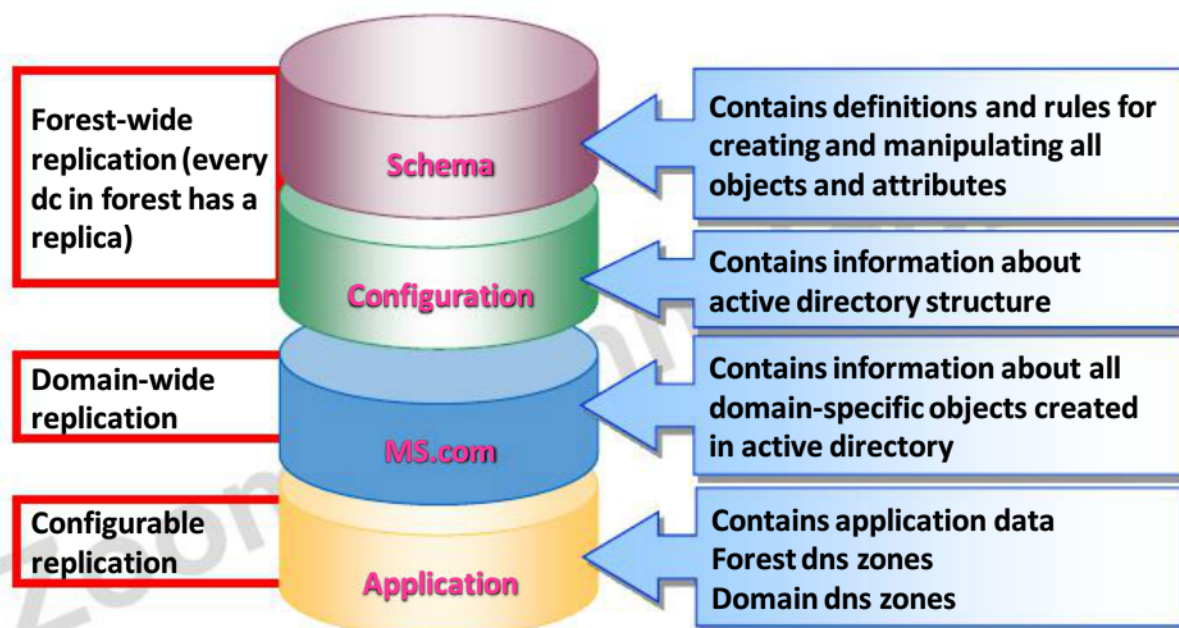 Forest-wide
replication (every
dc in forest has a
replica)
Schema
Contains definitions and rules for
creating and manipulating all
objects and attributes
Configuration
Contains information about
active directory structure
Domain-wide
replication
MS.com
Contains information about all
domain-specific objects created
in active directory
Configurable
replication
Application
Contains application data
Forest dns zones
Domain dns zones
Zoom